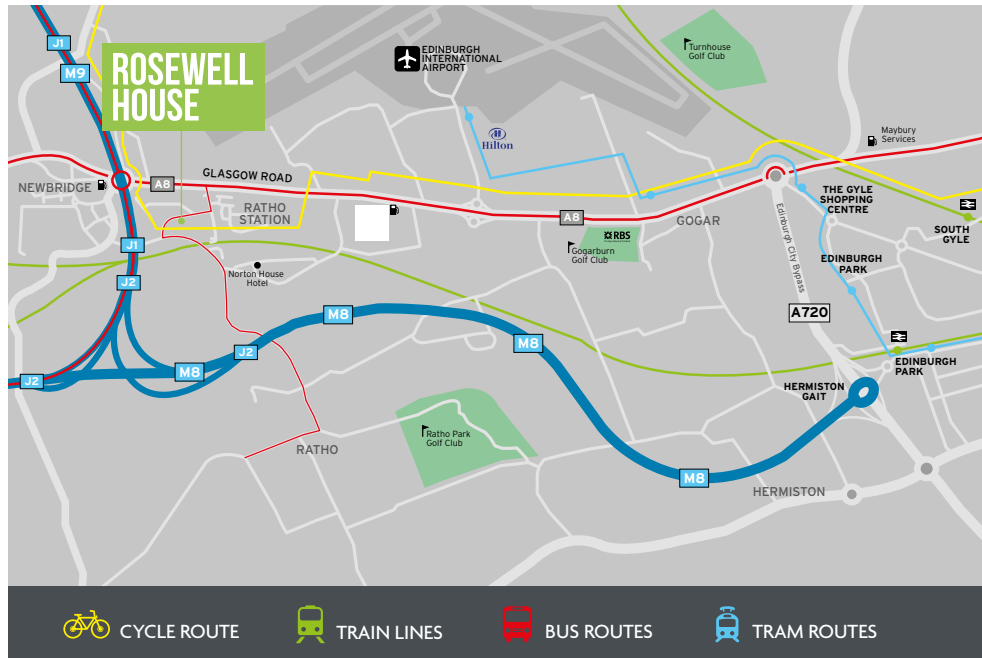 J1
M9
ROSEWELL
HOUSE
EDINBURGH
INTERNATIONAL
AIRPORT
Turnhouse
Golf Club
Hilton
Maybury
Services
NEWBRIDGE
A8
GLASGOW ROAD
RATHO
STATION
A8
GOGAR
THE GYLE
SHOPPING
CENTRE
SOUTH
GYLE
J1
RBS
Gogarburn
Golf Club
Edinburgh City Bypass
EDINBURGH
PARK
Norton House
Hotel
J2
M8
A720
M8
J2
EDINBURGH
PARK
J2
M8
HERMISTON
GAIT
Ratho Park
Golf Club
RATHO
M8
HERMISTON
CYCLE ROUTE
TRAIN LINES
BUS ROUTES
TRAM ROUTES